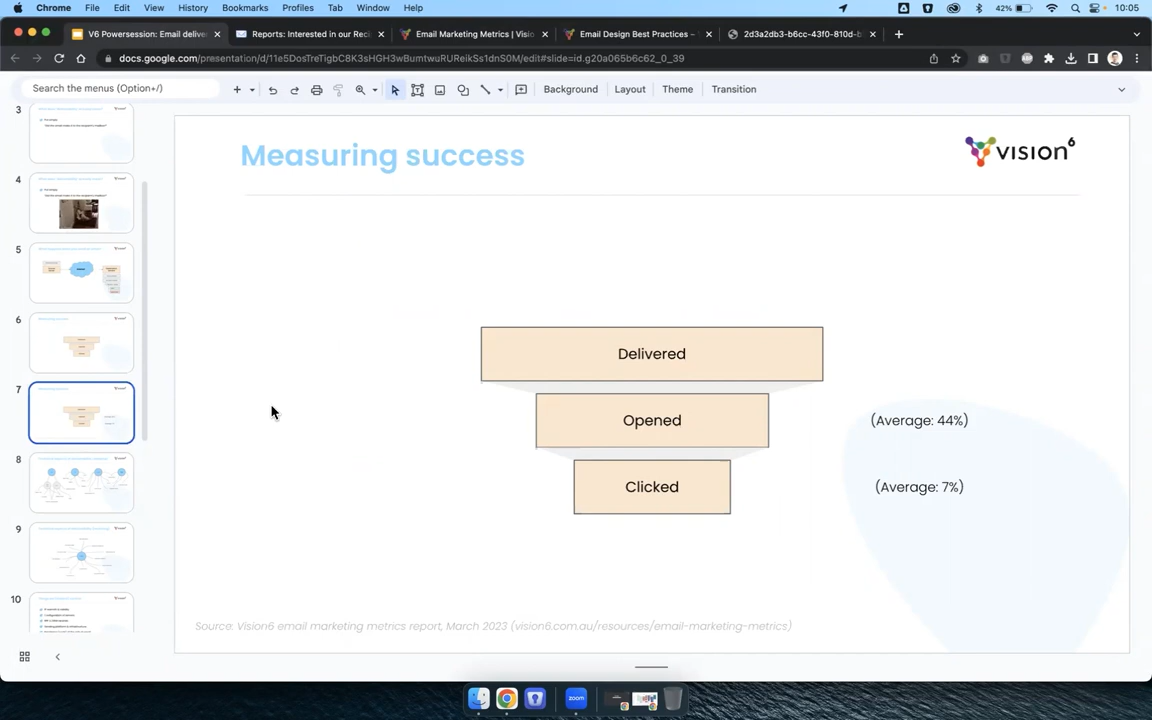 Chrome File Edit View History Bookmarks Profiles Tab Window Help 42% 10:05
V6 Powersession: Email deliver
Reports: Interested in our Reci
Email Marketing Metrics | Visio
Email Design Best Practices –
2d3a2db3-b6cc-43f0-810d-b
docs.google.com/presentation/d/11e5DosTreTigbC8K3sHGH3wBumtwuRUReikSs1dnS0M/edit#slide=id.g20a065b6c62_0_39
Search the menus (Option+/)
Background Layout Theme Transition
3
4
5
6
7
8
9
10
Measuring success
vision6
Delivered
Opened (Average: 44%)
Clicked (Average: 7%)
Source: Vision6 email marketing metrics report, March 2023 (vision6.com.au/resources/email-marketing-metrics)
zoom